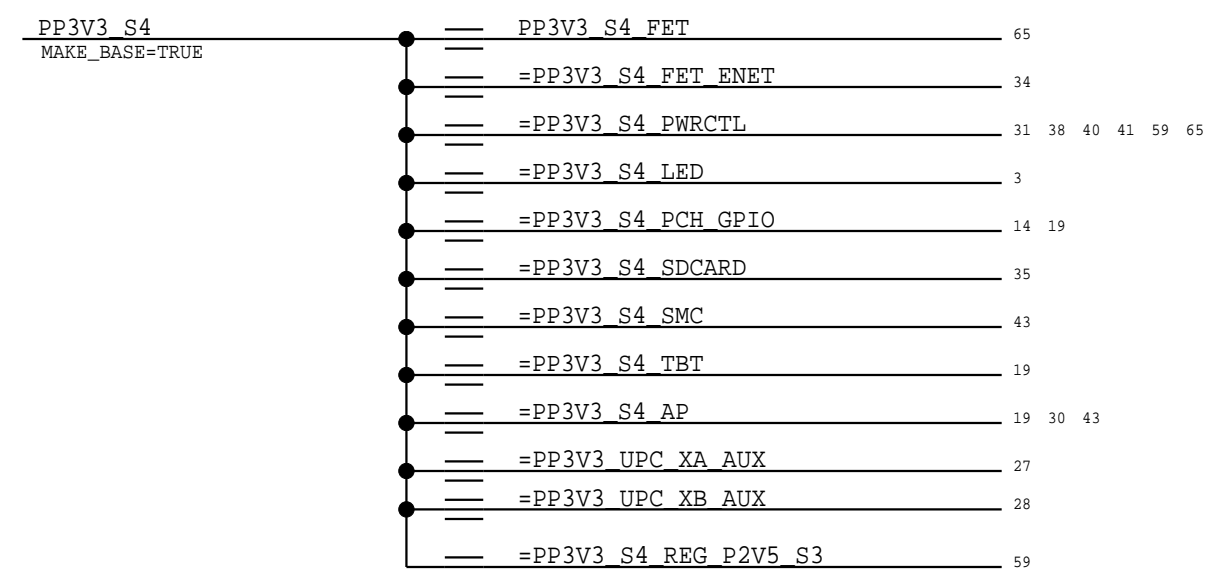 PP3V3_S4 PP3V3_S4_FET 65
MAKE_BASE=TRUE
=PP3V3_S4_FET_ENET 34
=PP3V3_S4_PWRCTL 31 38 40 41 59 65
=PP3V3_S4_LED 3
=PP3V3_S4_PCH_GPIO 14 19
=PP3V3_S4_SDCARD 35
=PP3V3_S4_SMC 43
=PP3V3_S4_TBT 19
=PP3V3_S4_AP 19 30 43
=PP3V3_UPC_XA_AUX 27
=PP3V3_UPC_XB_AUX 28
=PP3V3_S4_REG_P2V5_S3 59